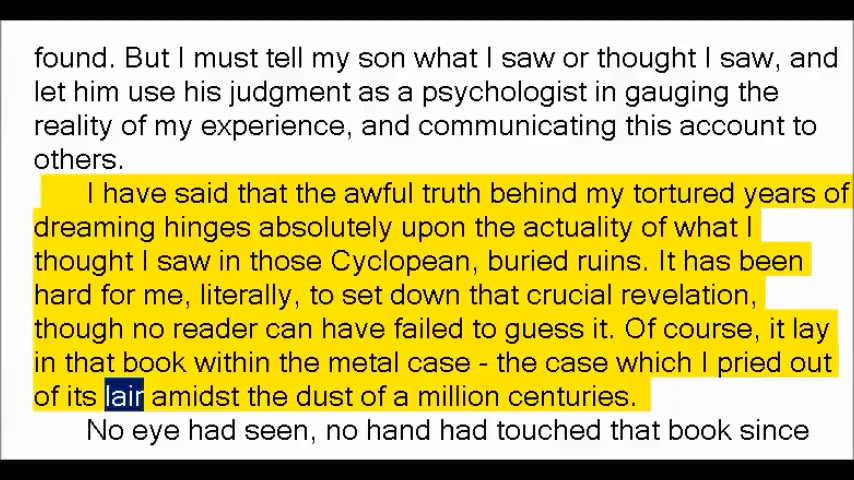 found. But I must tell my son what I saw or thought I saw, and
let him use his judgment as a psychologist in gauging the
reality of my experience, and communicating this account to
others.
I have said that the awful truth behind my tortured years of
dreaming hinges absolutely upon the actuality of what I
thought I saw in those Cyclopean, buried ruins. It has been
hard for me, literally, to set down that crucial revelation,
though no reader can have failed to guess it. Of course, it lay
in that book within the metal case - the case which I pried out
of its lair amidst the dust of a million centuries.
No eye had seen, no hand had touched that book since